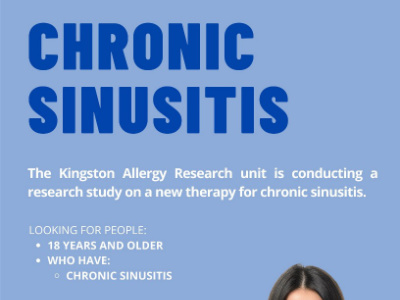 CHRONIC
SINUSITIS
The Kingston Allergy Research unit is conducting a
research study on a new therapy for chronic sinusitis.
LOOKING FOR PEOPLE:
• 18 YEARS AND OLDER
• WHO HAVE:
◦ CHRONIC SINUSITIS